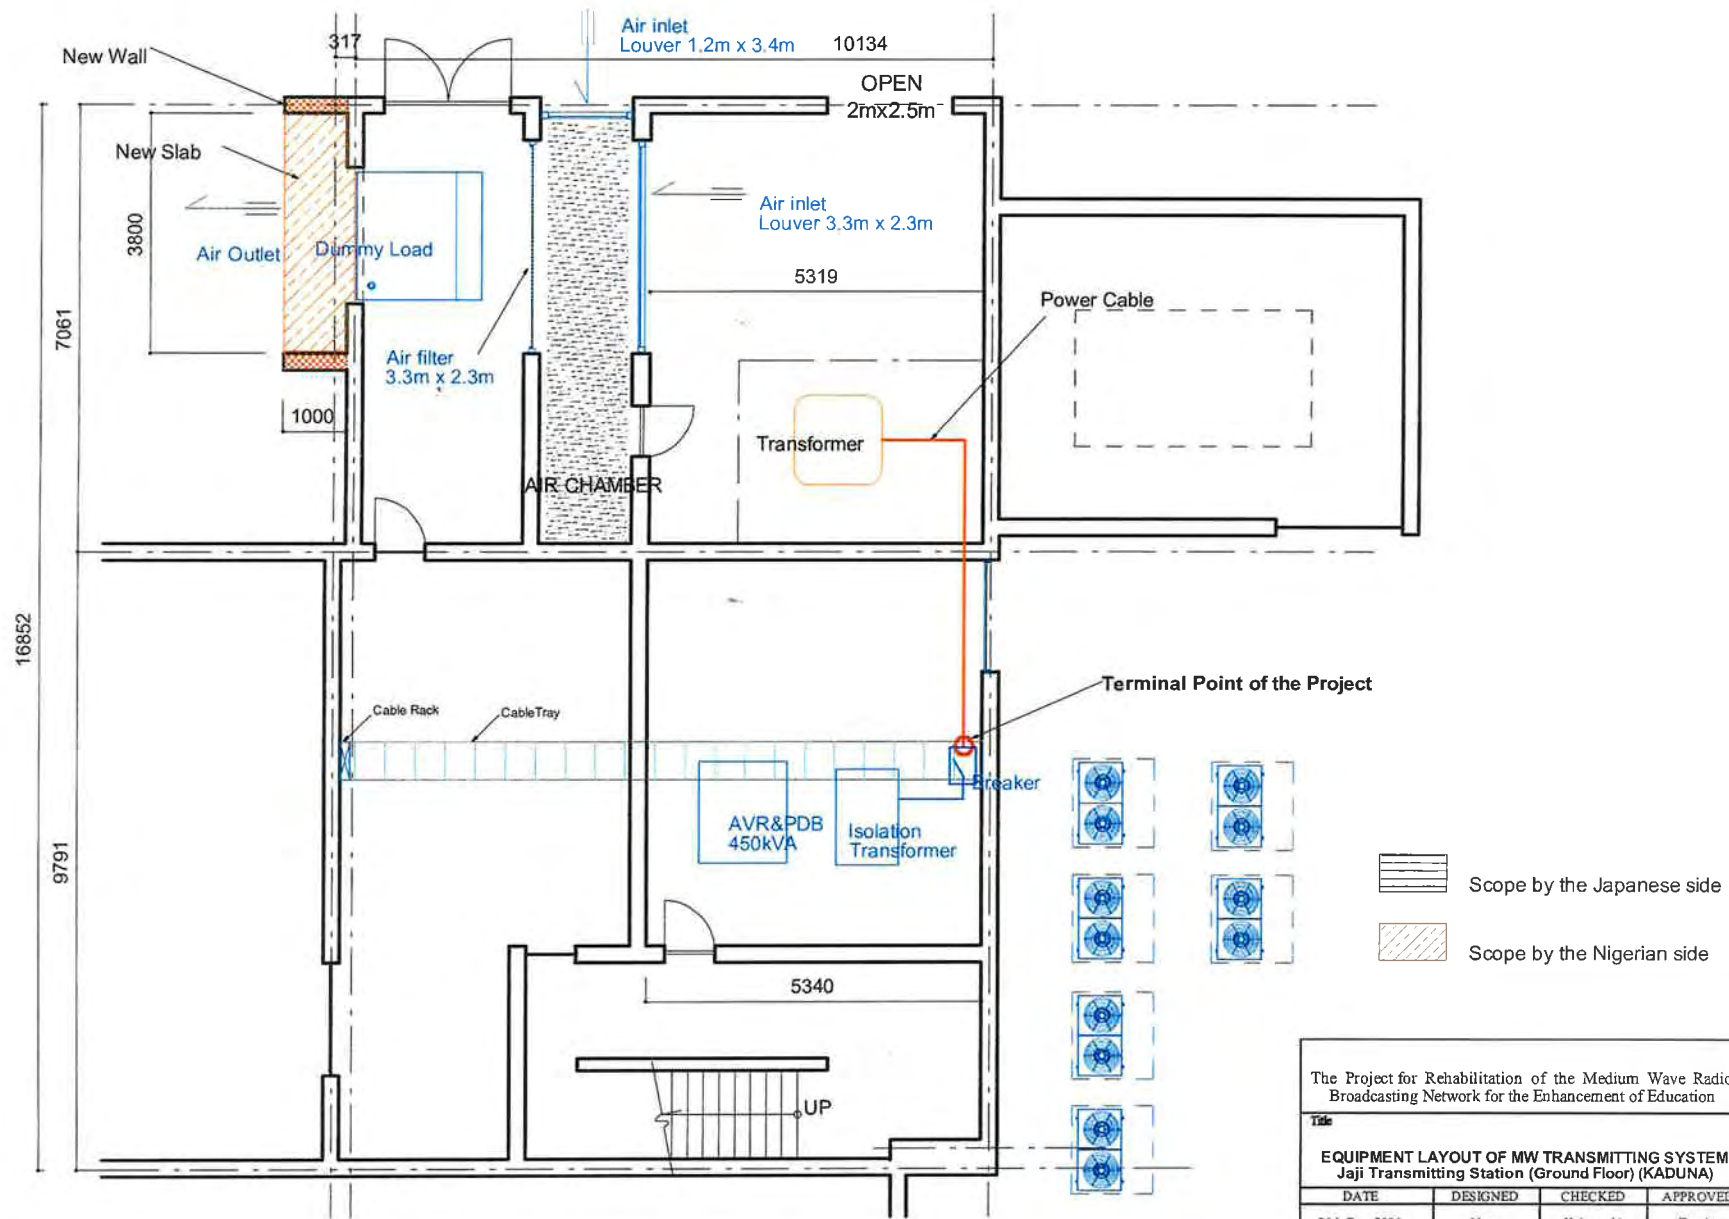 Air inlet
Louver 1.2m x 3.4m
317
10134
New Wall
OPEN
2mx2.5m
New Slab
3800
Air inlet
Louver 3.3m x 2.3m
Air Outlet
Dummy Load
5319
Power Cable
7061
Air filter
3.3m x 2.3m
1000
Transformer
AIR CHAMBER
16852
Terminal Point of the Project
Cable Rack
CableTray
Breaker
AVR&PDB
450kVA
Isolation
Transformer
9791
Scope by the Japanese side
Scope by the Nigerian side
5340
UP
The Project for Rehabilitation of the Medium Wave Radio
Broadcasting Network for the Enhancement of Education
Title
EQUIPMENT LAYOUT OF MW TRANSMITTING SYSTEM
Jaji Transmitting Station (Ground Floor) (KADUNA)
DATE DESIGNED CHECKED APPROVED